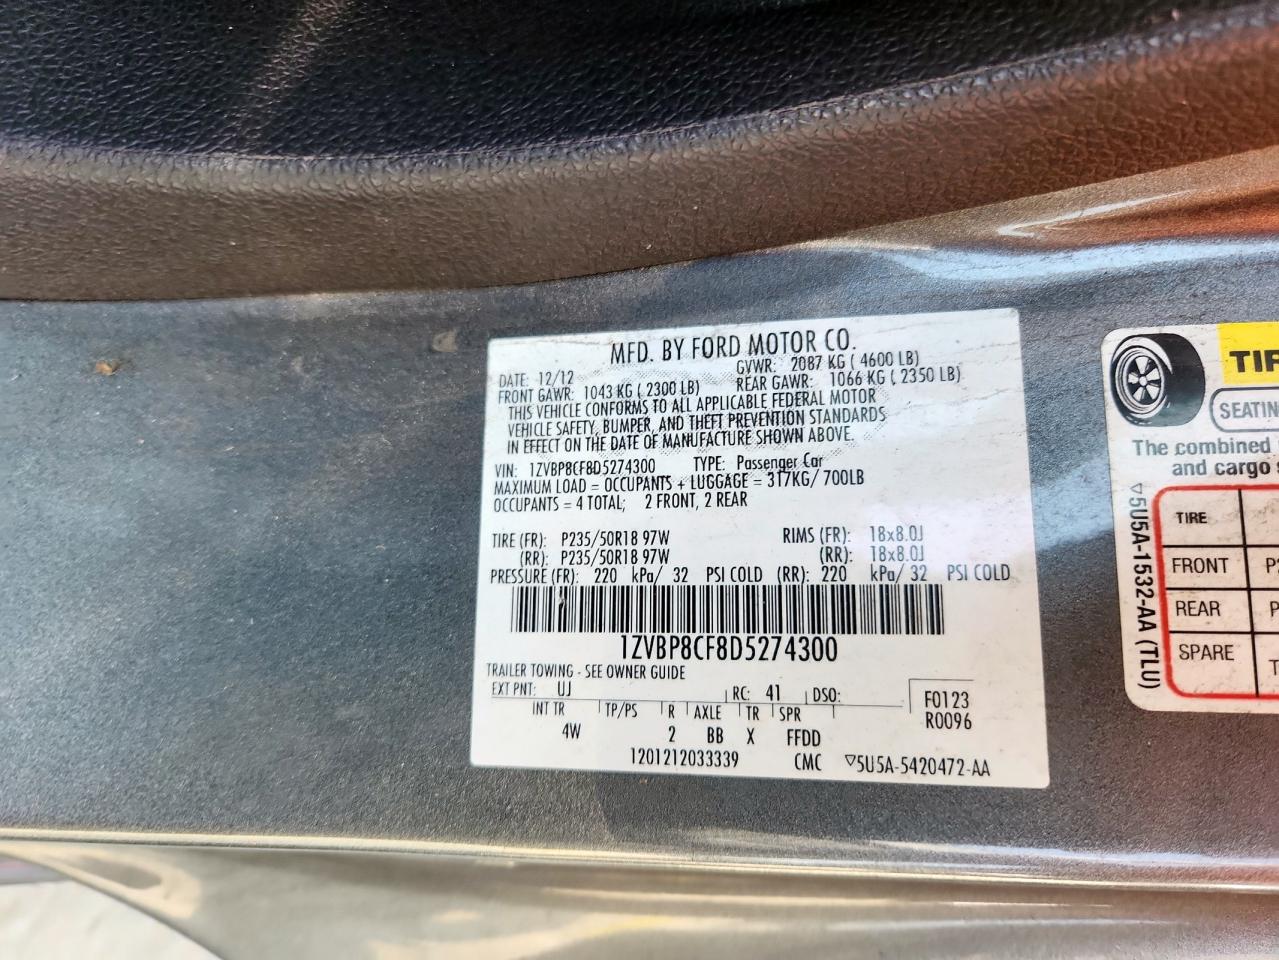 MFD. BY FORD MOTOR CO.
DATE: 12/12 GVWR: 2087 KG ( 4600 LB)
FRONT GAWR: 1043 KG ( 2300 LB) REAR GAWR: 1066 KG ( 2350 LB)
THIS VEHICLE CONFORMS TO ALL APPLICABLE FEDERAL MOTOR
VEHICLE SAFETY, BUMPER, AND THEFT PREVENTION STANDARDS
IN EFFECT ON THE DATE OF MANUFACTURE SHOWN ABOVE.
VIN: 1ZVBP8CF8D5274300 TYPE: Passenger Car
MAXIMUM LOAD = OCCUPANTS + LUGGAGE = 317KG/ 700LB
OCCUPANTS = 4 TOTAL; 2 FRONT, 2 REAR
TIRE (FR): P235/50R18 97W RIMS (FR): 18x8.0J
(RR): P235/50R18 97W (RR): 18x8.0J
PRESSURE (FR): 220 kPa/ 32 PSI COLD (RR): 220 kPa/ 32 PSI COLD
1ZVBP8CF8D5274300
TRAILER TOWING - SEE OWNER GUIDE
EXT PNT: UJ RC: 41 DSO: F0123
INT TR TP/PS R AXLE TR SPR R0096
4W 2 BB X FFDD
1201212033339 CMC ▽5U5A-5420472-AA
TIR
SEATIN
The combined
and cargo
TIRE
FRONT P2
REAR P
SPARE T
▽5U5A-1532-AA (TLU)